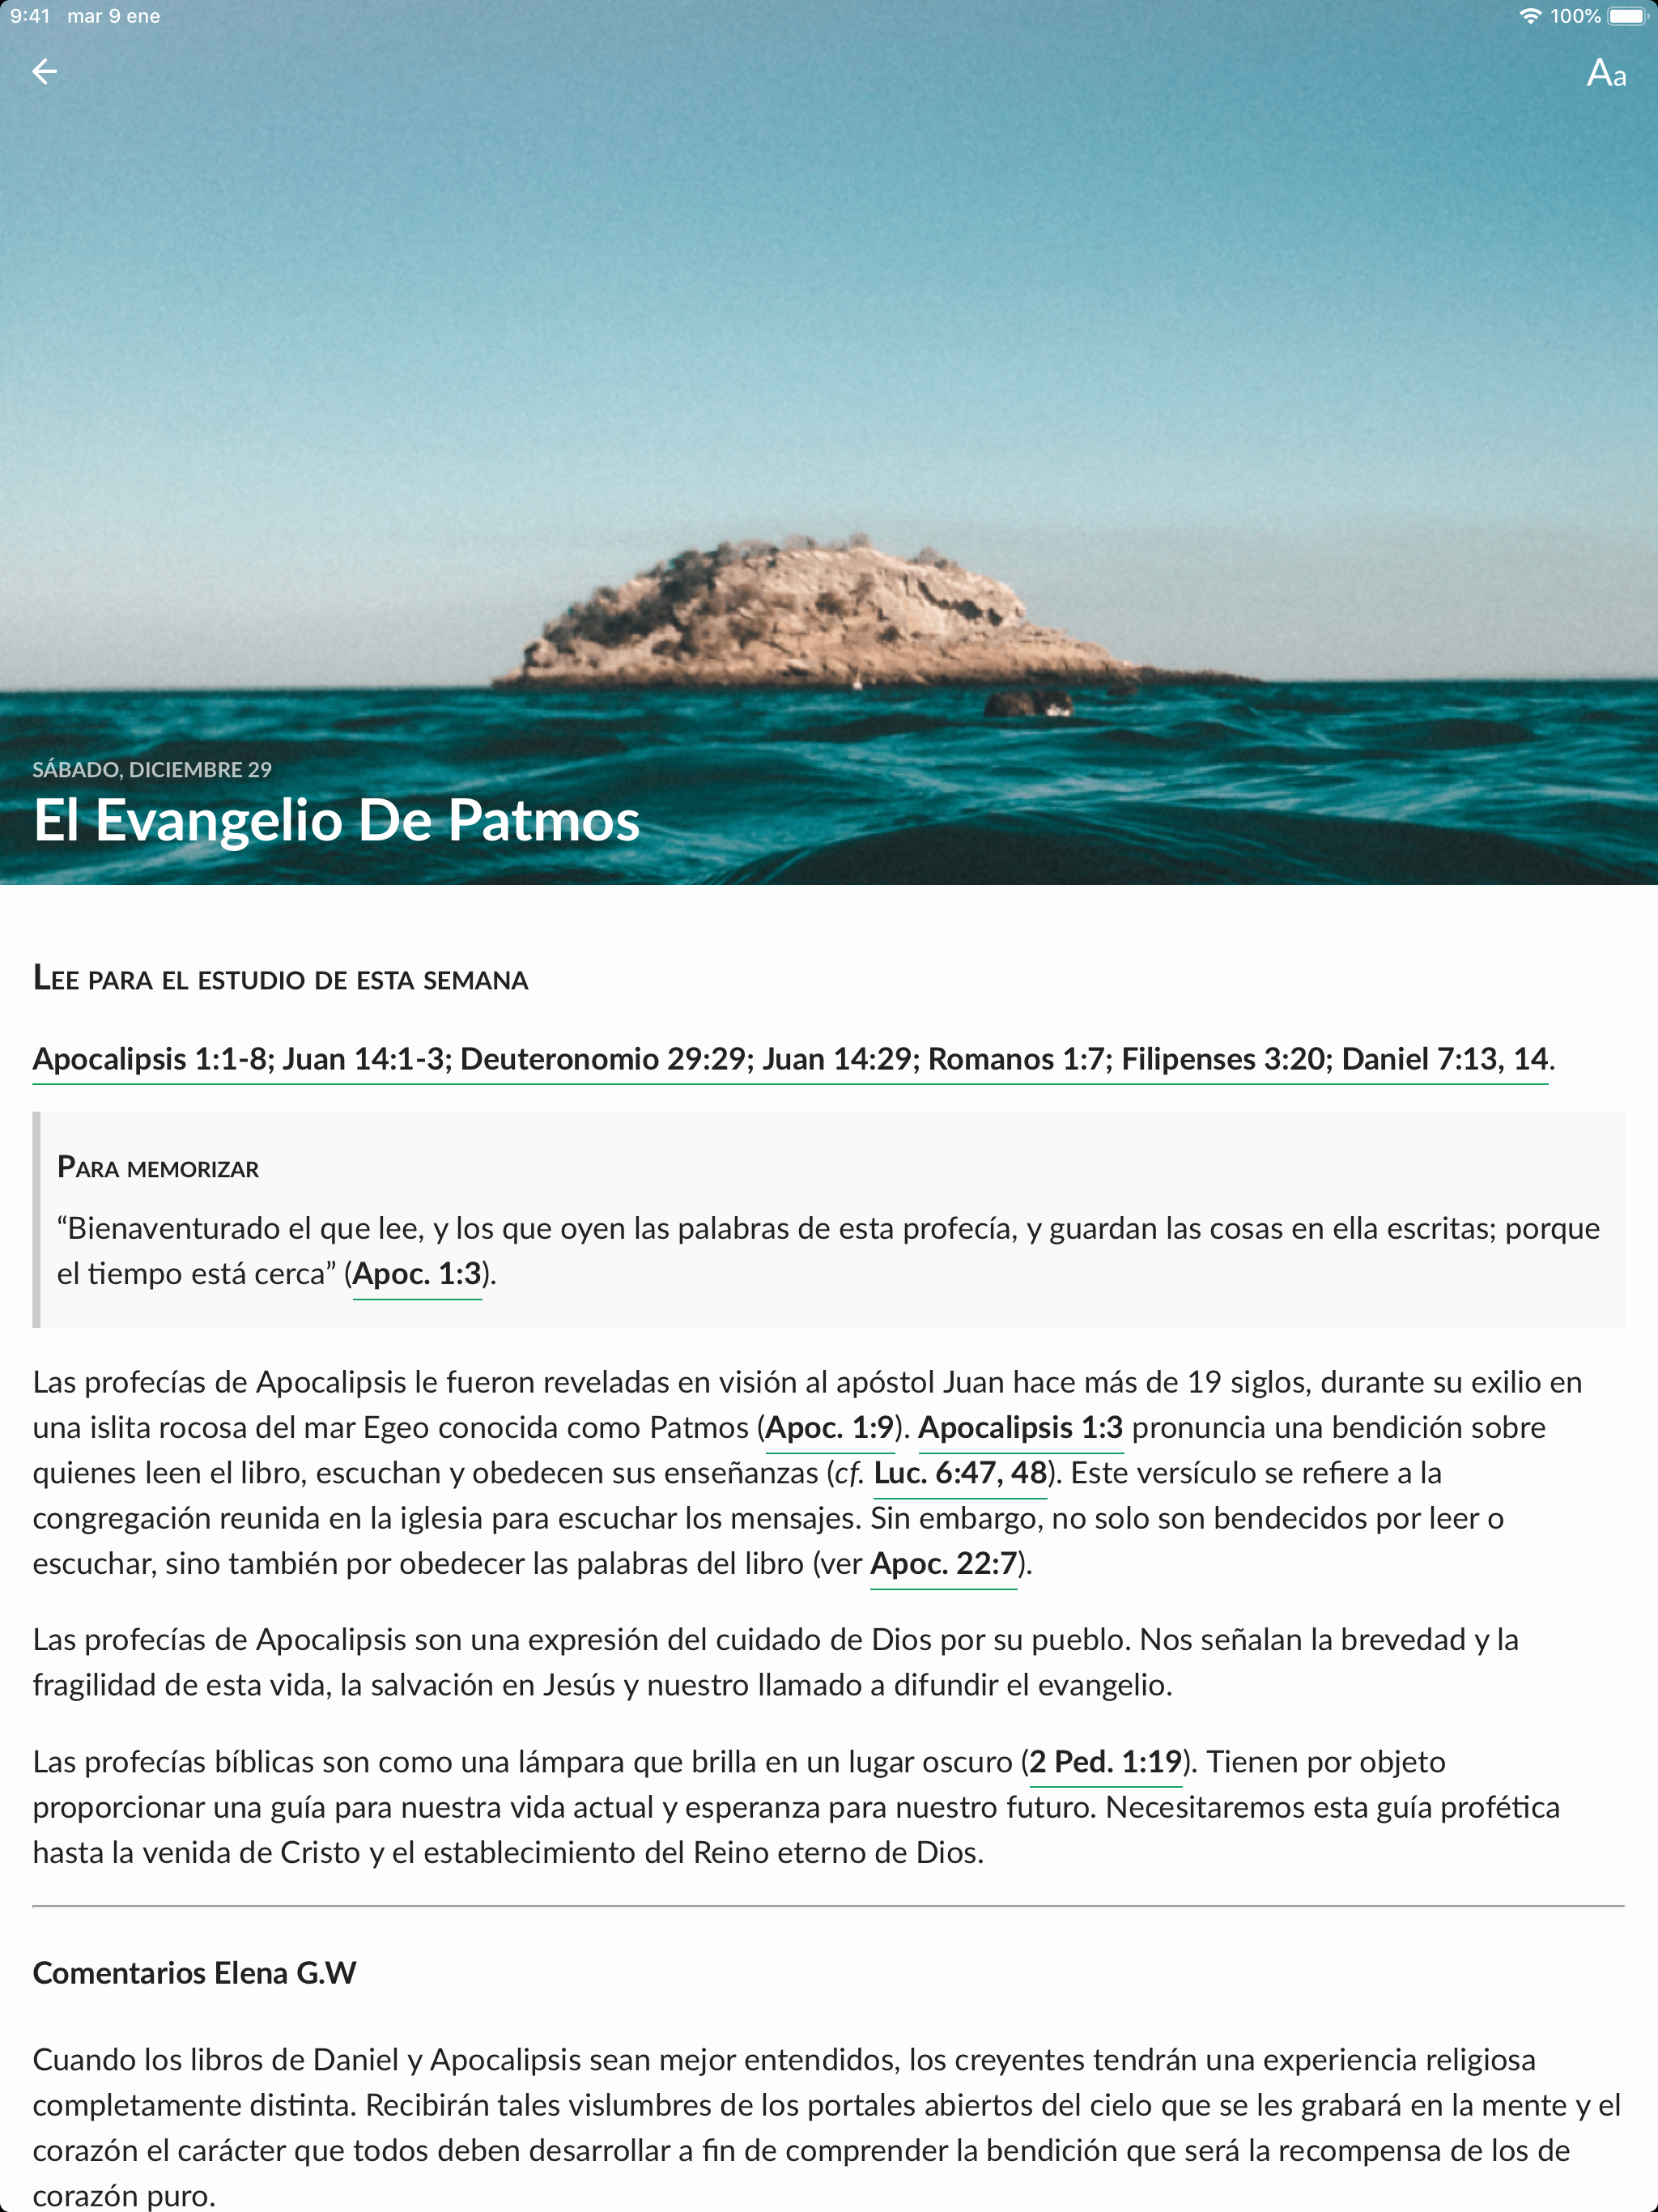 9:41 mar 9 ene
100%
Aa
SÁBADO, DICIEMBRE 29
El Evangelio De Patmos
Lee para el estudio de esta semana
Apocalipsis 1:1-8; Juan 14:1-3; Deuteronomio 29:29; Juan 14:29; Romanos 1:7; Filipenses 3:20; Daniel 7:13, 14.
Para memorizar
“Bienaventurado el que lee, y los que oyen las palabras de esta profecía, y guardan las cosas en ella escritas; porque
el tiempo está cerca” (Apoc. 1:3).
Las profecías de Apocalipsis le fueron reveladas en visión al apóstol Juan hace más de 19 siglos, durante su exilio en
una islita rocosa del mar Egeo conocida como Patmos (Apoc. 1:9). Apocalipsis 1:3 pronuncia una bendición sobre
quienes leen el libro, escuchan y obedecen sus enseñanzas (cf. Luc. 6:47, 48). Este versículo se refiere a la
congregación reunida en la iglesia para escuchar los mensajes. Sin embargo, no solo son bendecidos por leer o
escuchar, sino también por obedecer las palabras del libro (ver Apoc. 22:7).
Las profecías de Apocalipsis son una expresión del cuidado de Dios por su pueblo. Nos señalan la brevedad y la
fragilidad de esta vida, la salvación en Jesús y nuestro llamado a difundir el evangelio.
Las profecías bíblicas son como una lámpara que brilla en un lugar oscuro (2 Ped. 1:19). Tienen por objeto
proporcionar una guía para nuestra vida actual y esperanza para nuestro futuro. Necesitaremos esta guía profética
hasta la venida de Cristo y el establecimiento del Reino eterno de Dios.
Comentarios Elena G.W
Cuando los libros de Daniel y Apocalipsis sean mejor entendidos, los creyentes tendrán una experiencia religiosa
completamente distinta. Recibirán tales vislumbres de los portales abiertos del cielo que se les grabará en la mente y el
corazón el carácter que todos deben desarrollar a fin de comprender la bendición que será la recompensa de los de
corazón puro.